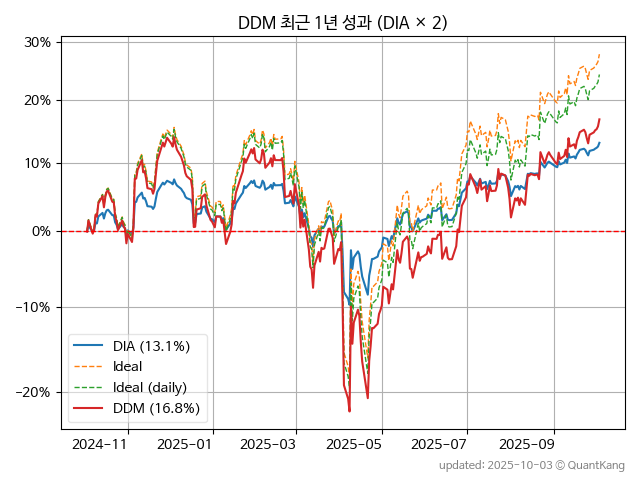 DDM 최근 1년 성과 (DIA × 2)
30%
20%
10%
0%
−10%
−20%
DIA (13.1%)
Ideal
Ideal (daily)
DDM (16.8%)
2024-11 2025-01 2025-03 2025-05 2025-07 2025-09
updated: 2025-10-03 © QuantKang